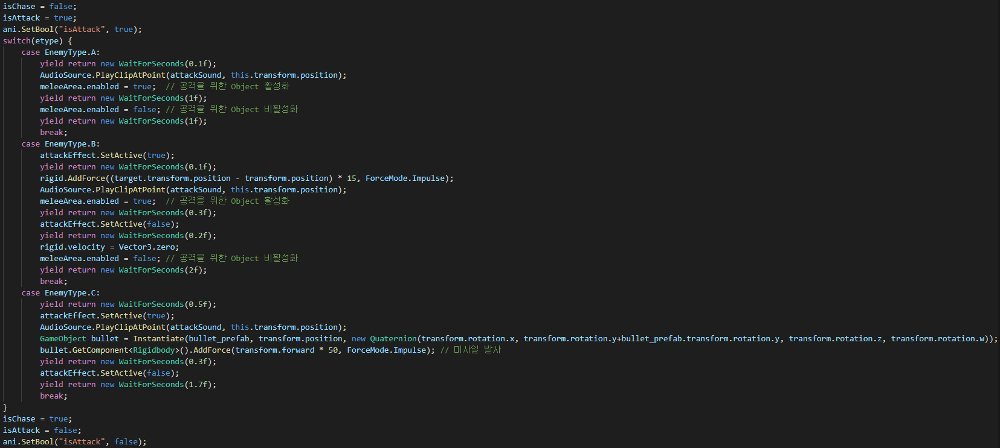 isChase = false;
isAttack = true;
ani.SetBool("isAttack", true);
switch(etype) {
    case EnemyType.A:
        yield return new WaitForSeconds(0.1f);
        AudioSource.PlayClipAtPoint(attackSound, this.transform.position);
        meleeArea.enabled = true;  // 공격을 위한 Object 활성화
        yield return new WaitForSeconds(1f);
        meleeArea.enabled = false; // 공격을 위한 Object 비활성화
        yield return new WaitForSeconds(1f);
        break;
    case EnemyType.B:
        attackEffect.SetActive(true);
        yield return new WaitForSeconds(0.1f);
        rigid.AddForce((target.transform.position - transform.position) * 15, ForceMode.Impulse);
        AudioSource.PlayClipAtPoint(attackSound, this.transform.position);
        meleeArea.enabled = true;  // 공격을 위한 Object 활성화
        yield return new WaitForSeconds(0.3f);
        attackEffect.SetActive(false);
        yield return new WaitForSeconds(0.2f);
        rigid.velocity = Vector3.zero;
        meleeArea.enabled = false; // 공격을 위한 Object 비활성화
        yield return new WaitForSeconds(2f);
        break;
    case EnemyType.C:
        yield return new WaitForSeconds(0.5f);
        attackEffect.SetActive(true);
        AudioSource.PlayClipAtPoint(attackSound, this.transform.position);
        GameObject bullet = Instantiate(bullet_prefab, transform.position, new Quaternion(transform.rotation.x, transform.rotation.y+bullet_prefab.transform.rotation.y, transform.rotation.z, transform.rotation.w));
        bullet.GetComponent<Rigidbody>().AddForce(transform.forward * 50, ForceMode.Impulse); // 미사일 발사
        yield return new WaitForSeconds(0.3f);
        attackEffect.SetActive(false);
        yield return new WaitForSeconds(1.7f);
        break;
}
isChase = true;
isAttack = false;
ani.SetBool("isAttack", false);